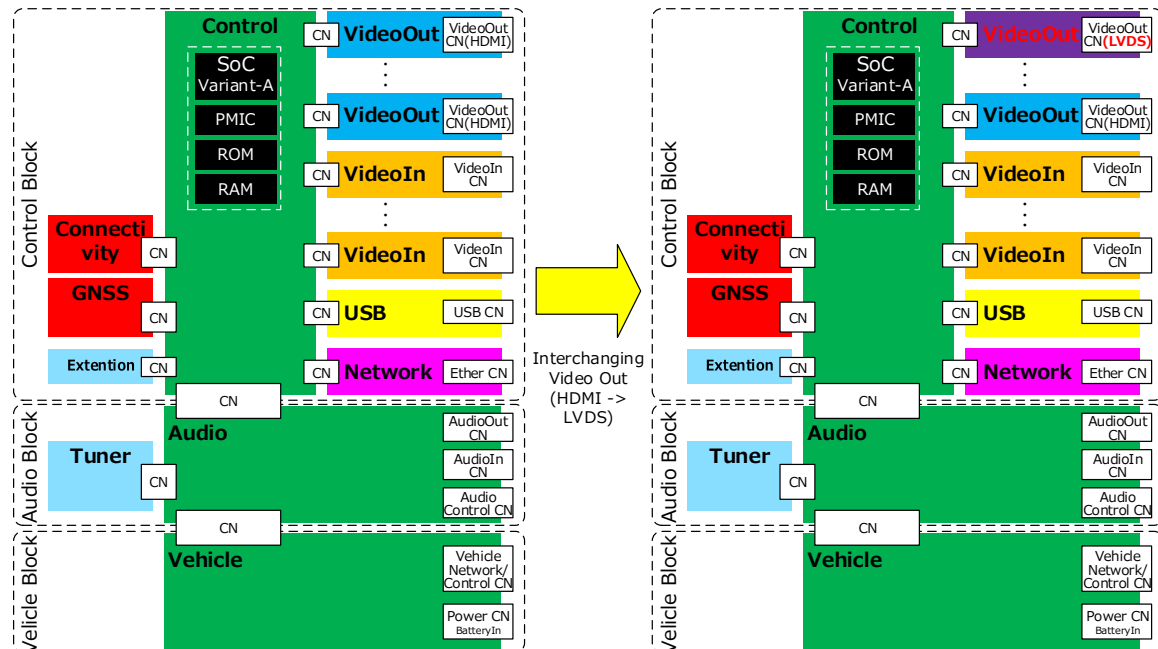 Control Block
Control
SoC
Variant-A
PMIC
ROM
RAM
CN
VideoOut
VideoOut
CN(HDMI)
CN
VideoOut
VideoOut
CN(HDMI)
CN
VideoIn
VideoIn
CN
CN
VideoIn
VideoIn
CN
Connecti
vity
CN
GNSS
CN
CN
USB
USB CN
Extention
CN
CN
Network
Ether CN
CN
Audio Block
Audio
AudioOut
CN
Tuner
CN
AudioIn
CN
Audio
Control CN
CN
Velicle Block
Vehicle
Vehicle
Network/
Control CN
Power CN
BatteryIn
Interchanging
Video Out
(HDMI ->
LVDS)
Control Block
Control
SoC
Variant-A
PMIC
ROM
RAM
CN
VideoOut
VideoOut
CN(LVDS)
CN
VideoOut
VideoOut
CN(HDMI)
CN
VideoIn
VideoIn
CN
CN
VideoIn
VideoIn
CN
Connecti
vity
CN
GNSS
CN
CN
USB
USB CN
Extention
CN
CN
Network
Ether CN
CN
Audio Block
Audio
AudioOut
CN
Tuner
CN
AudioIn
CN
Audio
Control CN
CN
Velicle Block
Vehicle
Vehicle
Network/
Control CN
Power CN
BatteryIn